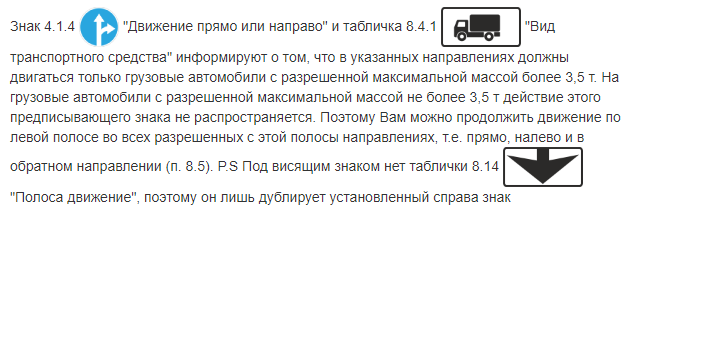 Знак 4.1.4 "Движение прямо или направо" и табличка 8.4.1 "Вид
транспортного средства" информируют о том, что в указанных направлениях должны
двигаться только грузовые автомобили с разрешенной максимальной массой более 3,5 т. На
грузовые автомобили с разрешенной максимальной массой не более 3,5 т действие этого
предписывающего знака не распространяется. Поэтому Вам можно продолжить движение по
левой полосе во всех разрешенных с этой полосы направлениях, т.е. прямо, налево и в
обратном направлении (п. 8.5). P.S Под висящим знаком нет таблички 8.14
"Полоса движение", поэтому он лишь дублирует установленный справа знак